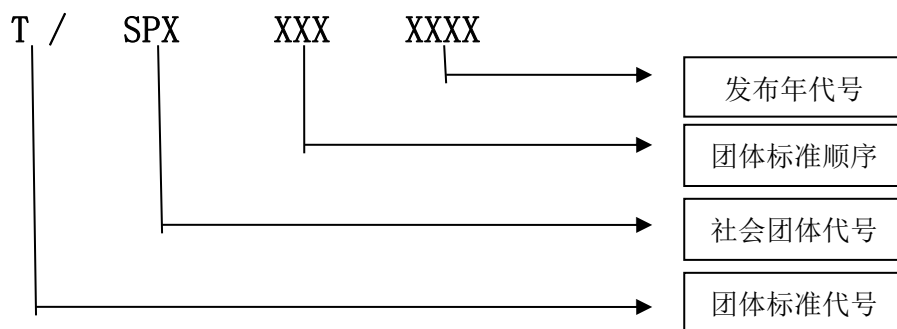 T / SPX XXX XXXX
发布年代号
团体标准顺序
社会团体代号
团体标准代号